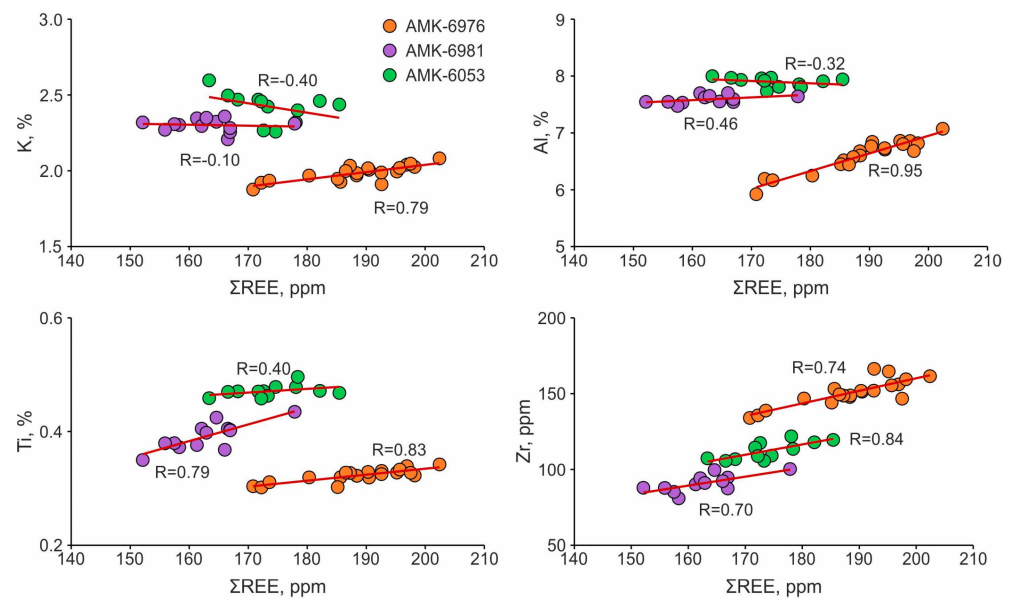 3.0
2.5
2.0
1.5
K, %
AMK-6976
AMK-6981
AMK-6053
R=-0.40
R=-0.10
R=0.79
140 150 160 170 180 190 200 210
ΣREE, ppm
9
8
7
6
5
Al, %
R=-0.32
R=0.46
R=0.95
140 150 160 170 180 190 200 210
ΣREE, ppm
0.6
0.4
0.2
Ti, %
R=0.40
R=0.79
R=0.83
140 150 160 170 180 190 200 210
ΣREE, ppm
200
150
100
50
Zr, ppm
R=0.74
R=0.84
R=0.70
140 150 160 170 180 190 200 210
ΣREE, ppm